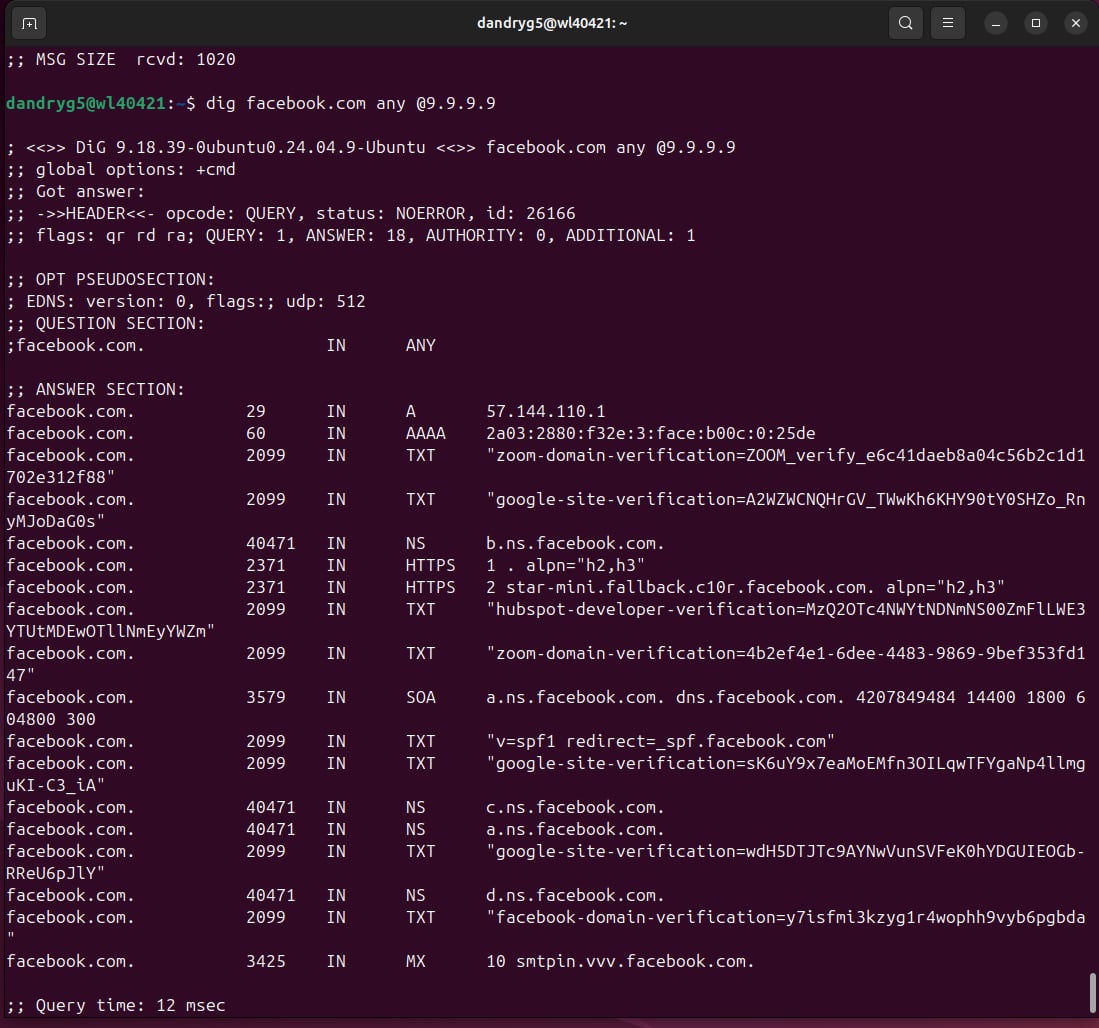 dandryg5@wl40421: ~
;; MSG SIZE  rcvd: 1020
dandryg5@wl40421:~$ dig facebook.com any @9.9.9.9
; <<>> DiG 9.18.39-0ubuntu0.24.04.9-Ubuntu <<>> facebook.com any @9.9.9.9
;; global options: +cmd
;; Got answer:
;; ->>HEADER<<- opcode: QUERY, status: NOERROR, id: 26166
;; flags: qr rd ra; QUERY: 1, ANSWER: 18, AUTHORITY: 0, ADDITIONAL: 1
;; OPT PSEUDOSECTION:
; EDNS: version: 0, flags:; udp: 512
;; QUESTION SECTION:
;facebook.com.			IN	ANY
;; ANSWER SECTION:
facebook.com.		29	IN	A	57.144.110.1
facebook.com.		60	IN	AAAA	2a03:2880:f32e:3:face:b00c:0:25de
facebook.com.		2099	IN	TXT	"zoom-domain-verification=ZOOM_verify_e6c41daeb8a04c56b2c1d1
702e312f88"
facebook.com.		2099	IN	TXT	"google-site-verification=A2WZWCNQHrGV_TWwKh6KHY90tY0SHZo_Rn
yMJoDaG0s"
facebook.com.		40471	IN	NS	b.ns.facebook.com.
facebook.com.		2371	IN	HTTPS	1 . alpn="h2,h3"
facebook.com.		2371	IN	HTTPS	2 star-mini.fallback.c10r.facebook.com. alpn="h2,h3"
facebook.com.		2099	IN	TXT	"hubspot-developer-verification=MzQ2OTc4NWYtNDNmNS00ZmFlLWE3
YTUtMDEwOTllNmEyYWZm"
facebook.com.		2099	IN	TXT	"zoom-domain-verification=4b2ef4e1-6dee-4483-9869-9bef353fd1
47"
facebook.com.		3579	IN	SOA	a.ns.facebook.com. dns.facebook.com. 4207849484 14400 1800 6
04800 300
facebook.com.		2099	IN	TXT	"v=spf1 redirect=_spf.facebook.com"
facebook.com.		2099	IN	TXT	"google-site-verification=sK6uY9x7eaMoEMfn3OILqwTFYgaNp4llmg
uKI-C3_iA"
facebook.com.		40471	IN	NS	c.ns.facebook.com.
facebook.com.		40471	IN	NS	a.ns.facebook.com.
facebook.com.		2099	IN	TXT	"google-site-verification=wdH5DTJTc9AYNwVunSVFeK0hYDGUIEOGb-
RReU6pJlY"
facebook.com.		40471	IN	NS	d.ns.facebook.com.
facebook.com.		2099	IN	TXT	"facebook-domain-verification=y7isfmi3kzyg1r4wophh9vyb6pgbda
"
facebook.com.		3425	IN	MX	10 smtpin.vvv.facebook.com.
;; Query time: 12 msec